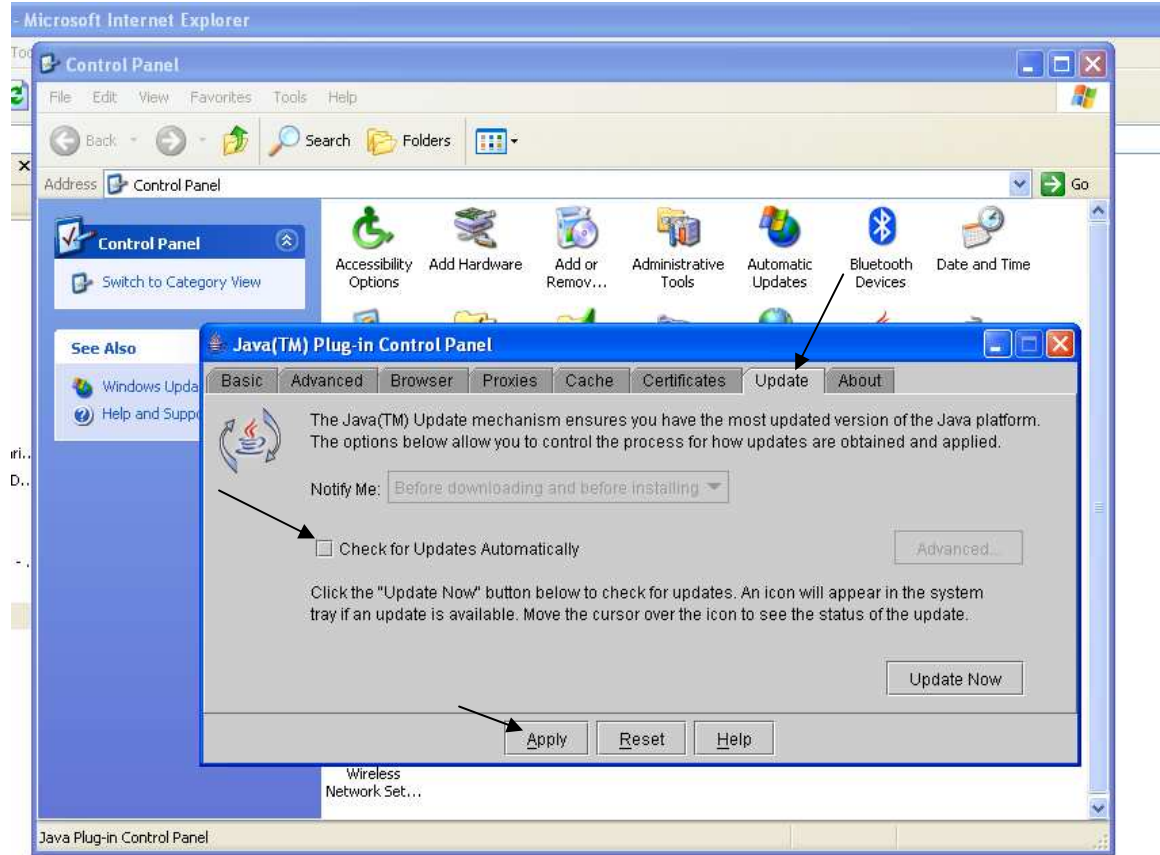 - Microsoft Internet Explorer
Control Panel
File Edit View Favorites Tools Help
Back Search Folders
Address Control Panel Go
Control Panel
Switch to Category View
See Also
Windows Upda
Help and Suppo
Accessibility Options
Add Hardware
Add or Remov...
Administrative Tools
Automatic Updates
Bluetooth Devices
Date and Time
Java(TM) Plug-in Control Panel
Basic Advanced Browser Proxies Cache Certificates Update About
The Java(TM) Update mechanism ensures you have the most updated version of the Java platform.
The options below allow you to control the process for how updates are obtained and applied.
Notify Me: Before downloading and before installing
Check for Updates Automatically
Advanced...
Click the "Update Now" button below to check for updates. An icon will appear in the system
tray if an update is available. Move the cursor over the icon to see the status of the update.
Update Now
Apply Reset Help
Wireless
Network Set...
Java Plug-in Control Panel